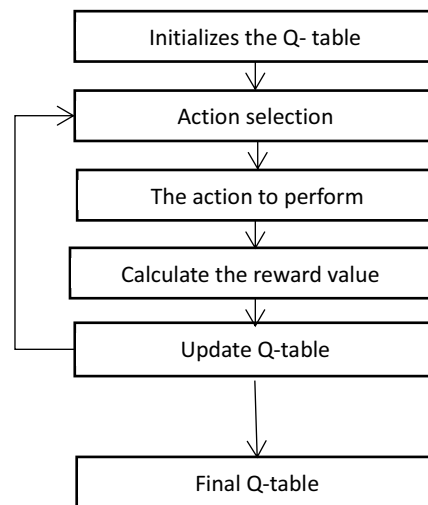 Initializes the Q- table
Action selection
The action to perform
Calculate the reward value
Update Q-table
Final Q-table